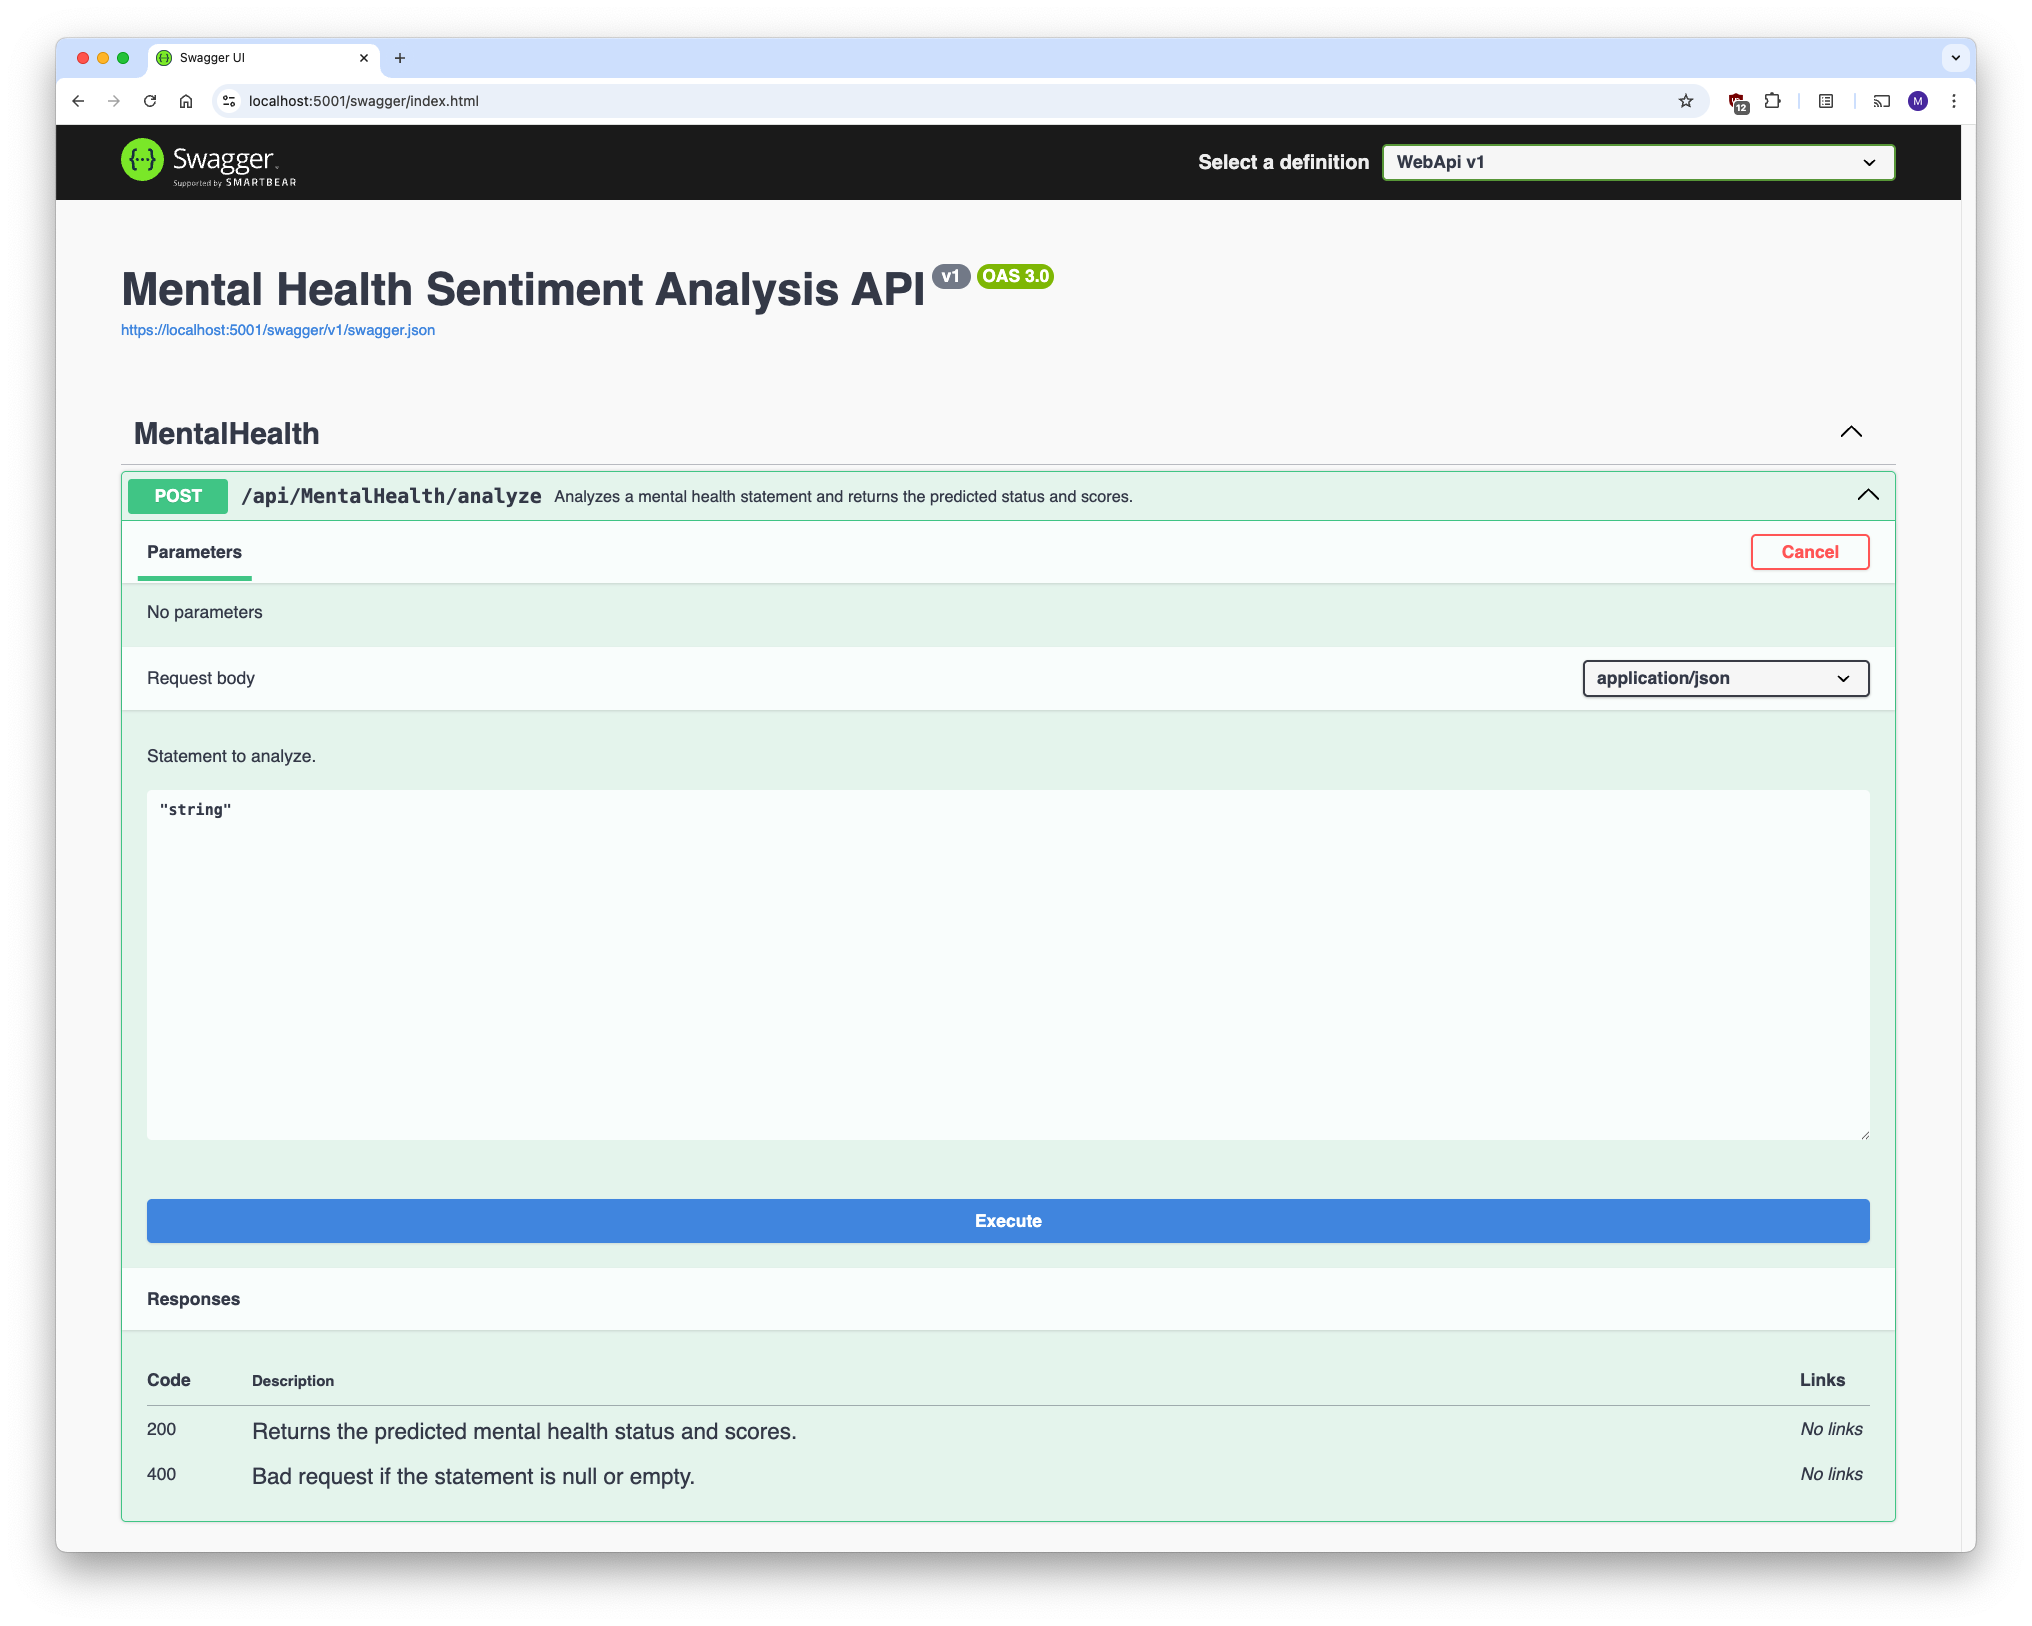 Swagger UI
localhost:5001/swagger/index.html
12
M
{···} Swagger.
Supported by SMARTBEAR
Select a definition
WebApi v1
Mental Health Sentiment Analysis API v1 OAS 3.0
https://localhost:5001/swagger/v1/swagger.json
MentalHealth
POST /api/MentalHealth/analyze Analyzes a mental health statement and returns the predicted status and scores.
Parameters
Cancel
No parameters
Request body
application/json
Statement to analyze.
"string"
Execute
Responses
Code Description Links
200 Returns the predicted mental health status and scores. No links
400 Bad request if the statement is null or empty. No links